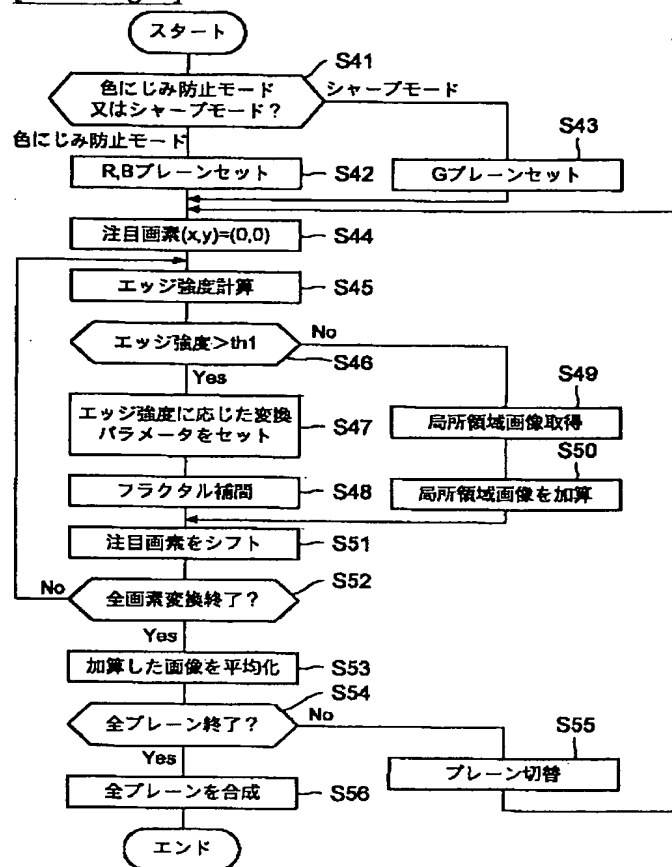 スタート
S41
色にじみ防止モード
又はシャープモード？
シャープモード
色にじみ防止モード
S43
R,Bプレーンセット
S42
Gプレーンセット
注目画素(x,y)=(0,0)
S44
エッジ強度計算
S45
エッジ強度>th1
No
S46
Yes
S49
エッジ強度に応じた変換
パラメータをセット
S47
局所領域画像取得
S50
フラクタル補間
S48
局所領域画像を加算
注目画素をシフト
S51
No
全画素変換終了？
S52
Yes
加算した画像を平均化
S53
S54
全プレーン終了？
No
S55
Yes
プレーン切替
全プレーンを合成
S56
エンド